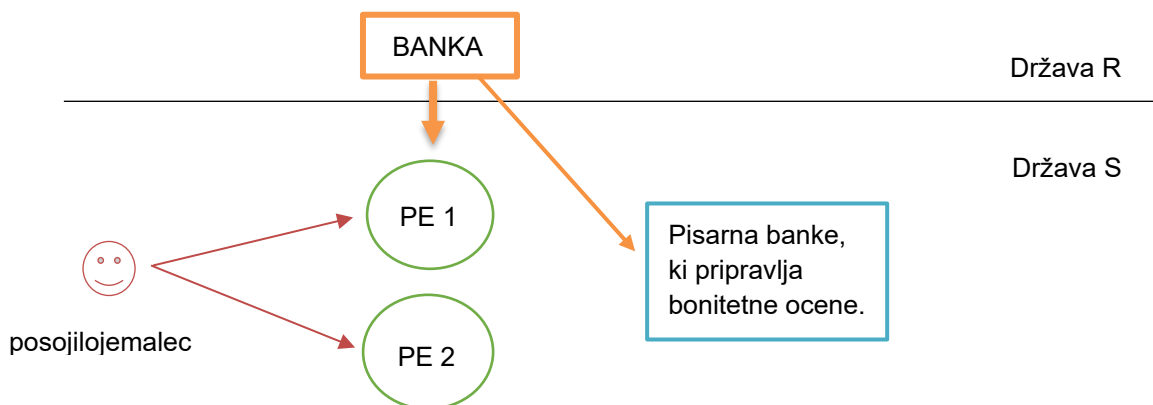 BANKA
Država R
Država S
PE 1
Pisarna banke,
ki pripravlja
bonitetne ocene.
posojilojemalec
PE 2